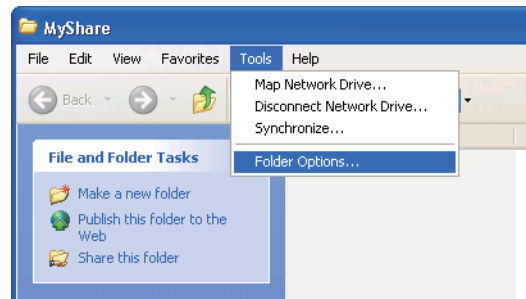 MyShare
File Edit View Favorites Tools Help
Back
Map Network Drive...
Disconnect Network Drive...
Synchronize...
Folder Options...
File and Folder Tasks
Make a new folder
Publish this folder to the
Web
Share this folder